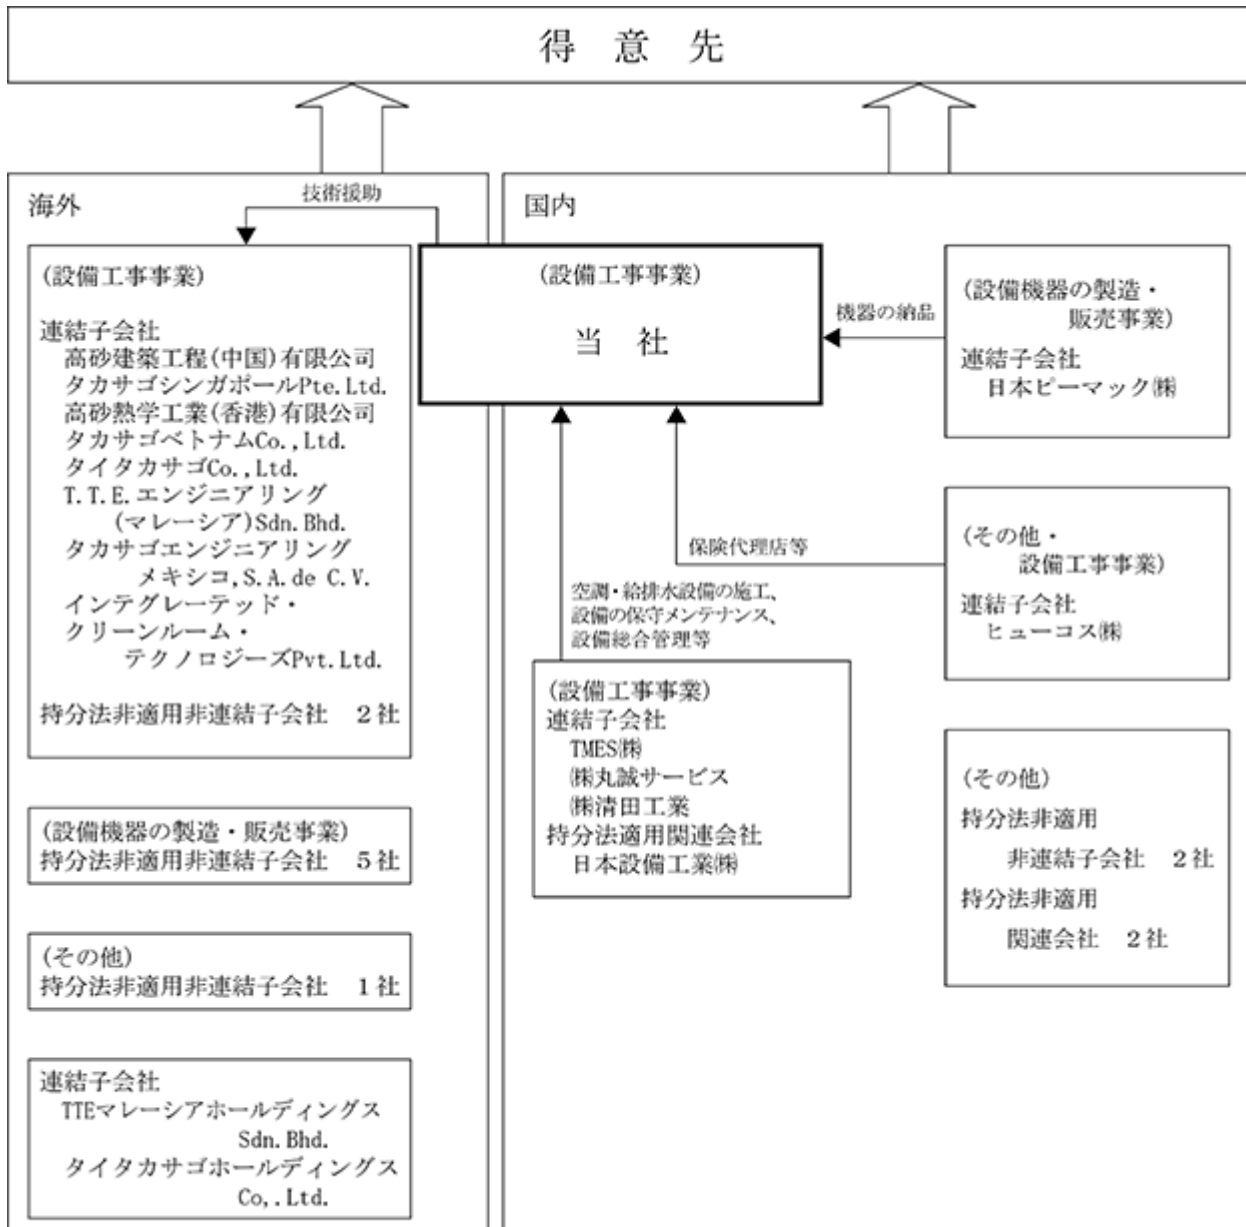 得意先
海外
技術援助
(設備工事事業)
連結子会社
高砂建築工程(中国)有限公司
タカサゴシンガポールPte.Ltd.
高砂熱学工業(香港)有限公司
タカサゴベトナムCo.,Ltd.
タイタカサゴCo.,Ltd.
T.T.E.エンジニアリング
(マレーシア)Sdn.Bhd.
タカサゴエンジニアリング
メキシコ,S.A.de C.V.
インテグレーテッド・
クリーンルーム・
テクノロジーズPvt.Ltd.
持分法非適用非連結子会社　2社
(設備機器の製造・販売事業)
持分法非適用非連結子会社　5社
(その他)
持分法非適用非連結子会社　1社
連結子会社
TTEマレーシアホールディングス
Sdn.Bhd.
タイタカサゴホールディングス
Co,.Ltd.
国内
(設備工事事業)
当社
機器の納品
(設備機器の製造・
販売事業)
連結子会社
日本ピーマック㈱
保険代理店等
(その他・
設備工事事業)
連結子会社
ヒューコス㈱
空調・給排水設備の施工、
設備の保守メンテナンス、
設備総合管理等
(設備工事事業)
連結子会社
TMES㈱
㈱丸誠サービス
㈱清田工業
持分法適用関連会社
日本設備工業㈱
(その他)
持分法非適用
非連結子会社　2社
持分法非適用
関連会社　2社